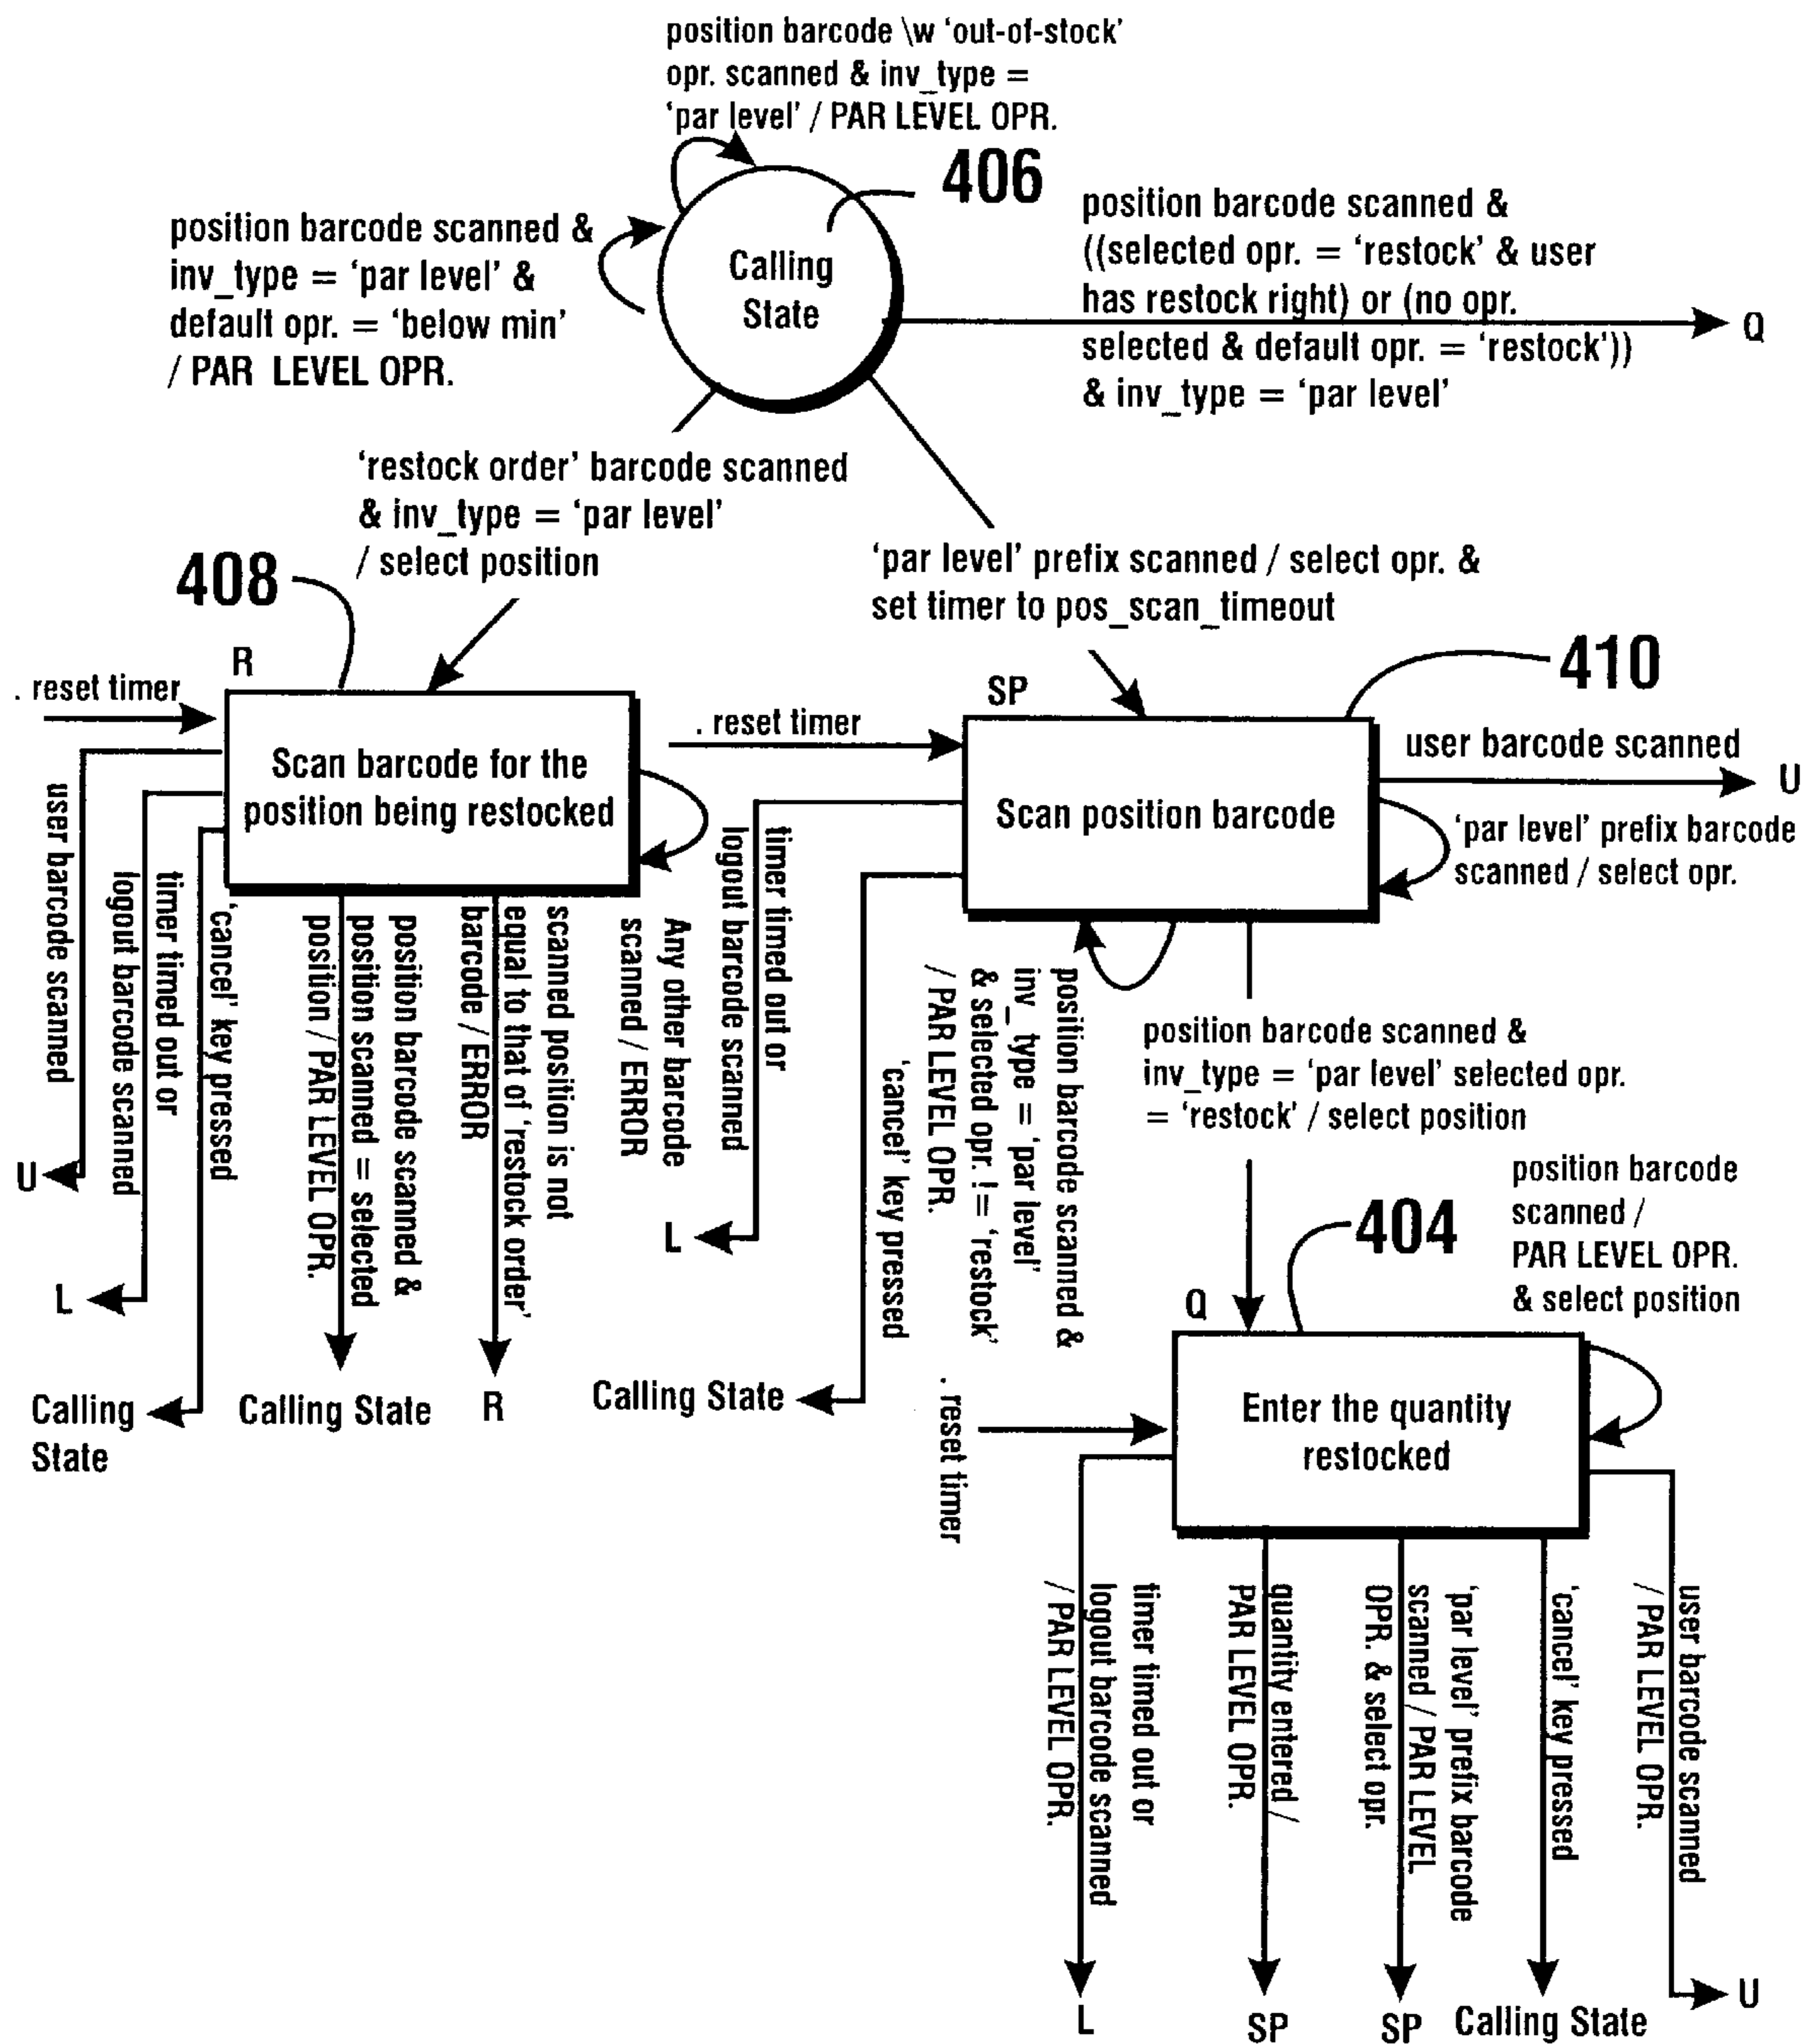 position barcode \w ‘out-of-stock’
opr. scanned & inv_type =
‘par level’ / PAR LEVEL OPR.
406
position barcode scanned &
inv_type = ‘par level’ &
default opr. = ‘below min’
/ PAR LEVEL OPR.
Calling
State
position barcode scanned &
((selected opr. = ‘restock’ & user
has restock right) or (no opr.
selected & default opr. = ‘restock’))
& inv_type = ‘par level’
Q
‘restock order’ barcode scanned
& inv_type = ‘par level’
/ select position
408
‘par level’ prefix scanned / select opr. &
set timer to pos_scan_timeout
410
R
. reset timer
Scan barcode for the
position being restocked
SP
. reset timer
Scan position barcode
user barcode scanned
U
‘par level’ prefix barcode
scanned / select opr.
user barcode scanned
U
timer timed out or
logout barcode scanned
L
‘cancel’ key pressed
Calling
State
position barcode scanned &
position scanned = selected
position / PAR LEVEL OPR.
Calling State
scanned position is not
equal to that of ‘restock order’
barcode / ERROR
R
Any other barcode
scanned / ERROR
timer timed out or
logout barcode scanned
L
‘cancel’ key pressed
Calling State
position barcode scanned &
inv_ type = ‘par level’
& selected opr. != ‘restock’
/ PAR LEVEL OPR.
position barcode scanned &
inv_type = ‘par level’ selected opr.
= ‘restock’ / select position
404
position barcode
scanned /
PAR LEVEL OPR.
& select position
Q
. reset timer
Enter the quantity
restocked
timer timed out or
logout barcode scanned
/ PAR LEVEL OPR.
L
quantity entered /
PAR LEVEL OPR.
SP
‘par level’ prefix barcode
scanned / PAR LEVEL
OPR. & select opr.
SP
‘cancel’ key pressed
Calling State
user barcode scanned
/ PAR LEVEL OPR.
U